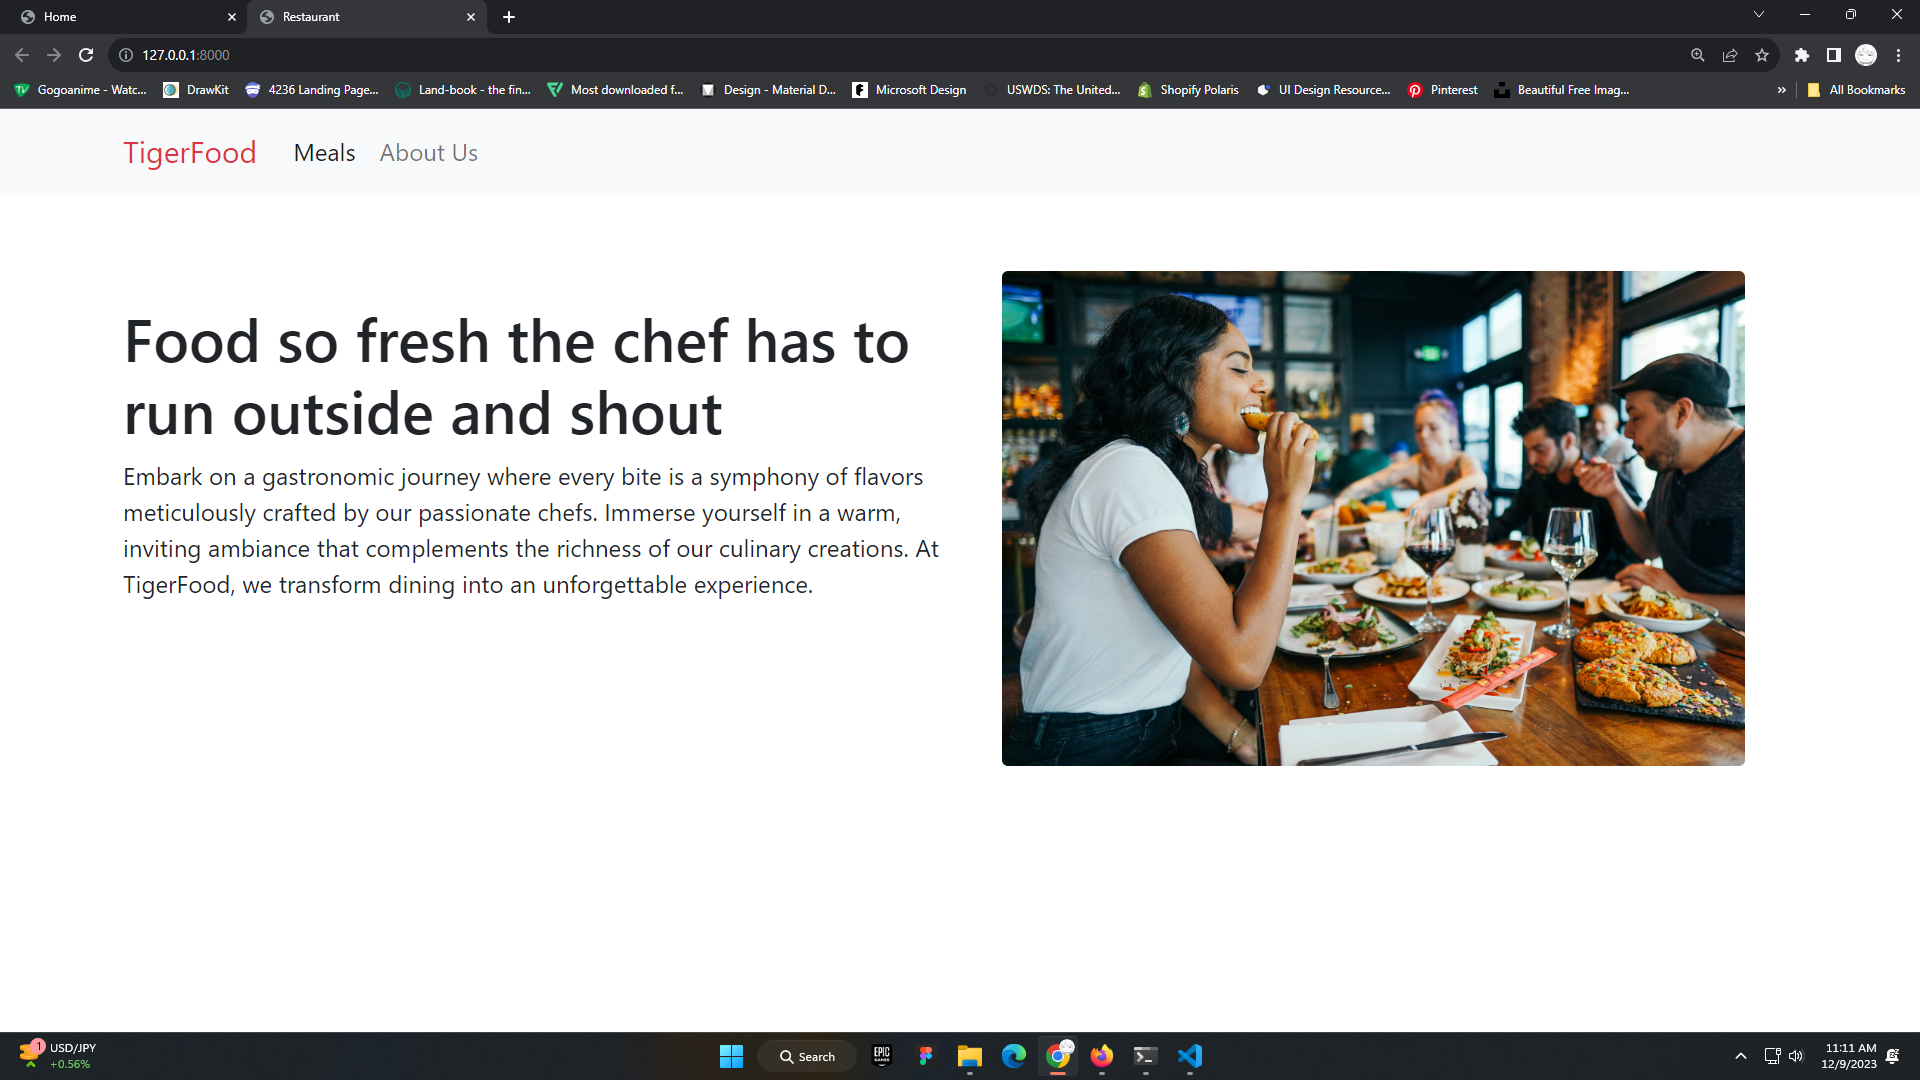 Home
Restaurant
127.0.0.1:8000
Gogoanime - Watc...
DrawKit
4236 Landing Page...
Land-book - the fin...
Most downloaded f...
Design - Material D...
Microsoft Design
USWDS: The United...
Shopify Polaris
UI Design Resource...
Pinterest
Beautiful Free Imag...
»
All Bookmarks
TigerFood
Meals
About Us
Food so fresh the chef has to
run outside and shout
Embark on a gastronomic journey where every bite is a symphony of flavors
meticulously crafted by our passionate chefs. Immerse yourself in a warm,
inviting ambiance that complements the richness of our culinary creations. At
TigerFood, we transform dining into an unforgettable experience.
1
USD/JPY
+0.56%
Search
EPIC
GAMES
11:11 AM
12/9/2023